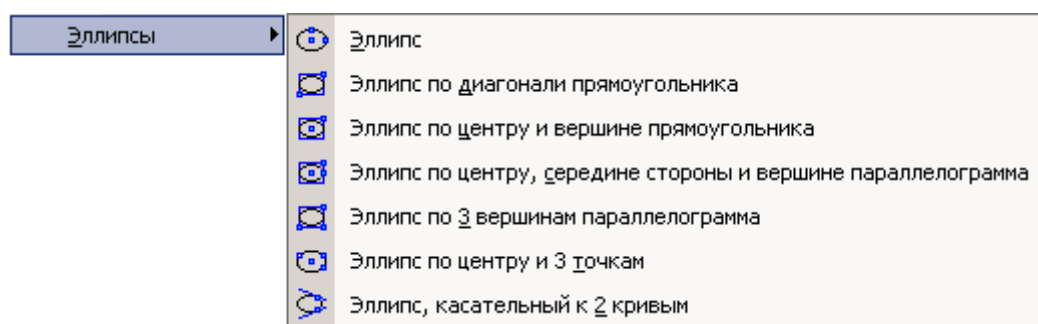 Эллипсы
Эллипс
Эллипс по диагонали прямоугольника
Эллипс по центру и вершине прямоугольника
Эллипс по центру, середине стороны и вершине параллелограмма
Эллипс по 3 вершинам параллелограмма
Эллипс по центру и 3 точкам
Эллипс, касательный к 2 кривым